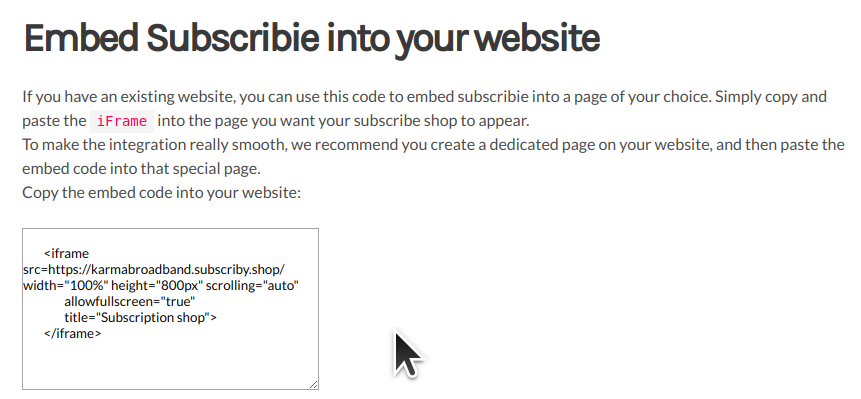 Embed Subscribie into your website
If you have an existing website, you can use this code to embed subscribie into a page of your choice. Simply copy and
paste the iFrame into the page you want your subscribe shop to appear.
To make the integration really smooth, we recommend you create a dedicated page on your website, and then paste the
embed code into that special page.
Copy the embed code into your website:
<iframe
src=https://karmabroadband.subscriby.shop/
width="100%" height="800px" scrolling="auto"
allowfullscreen="true"
title="Subscription shop">
</iframe>